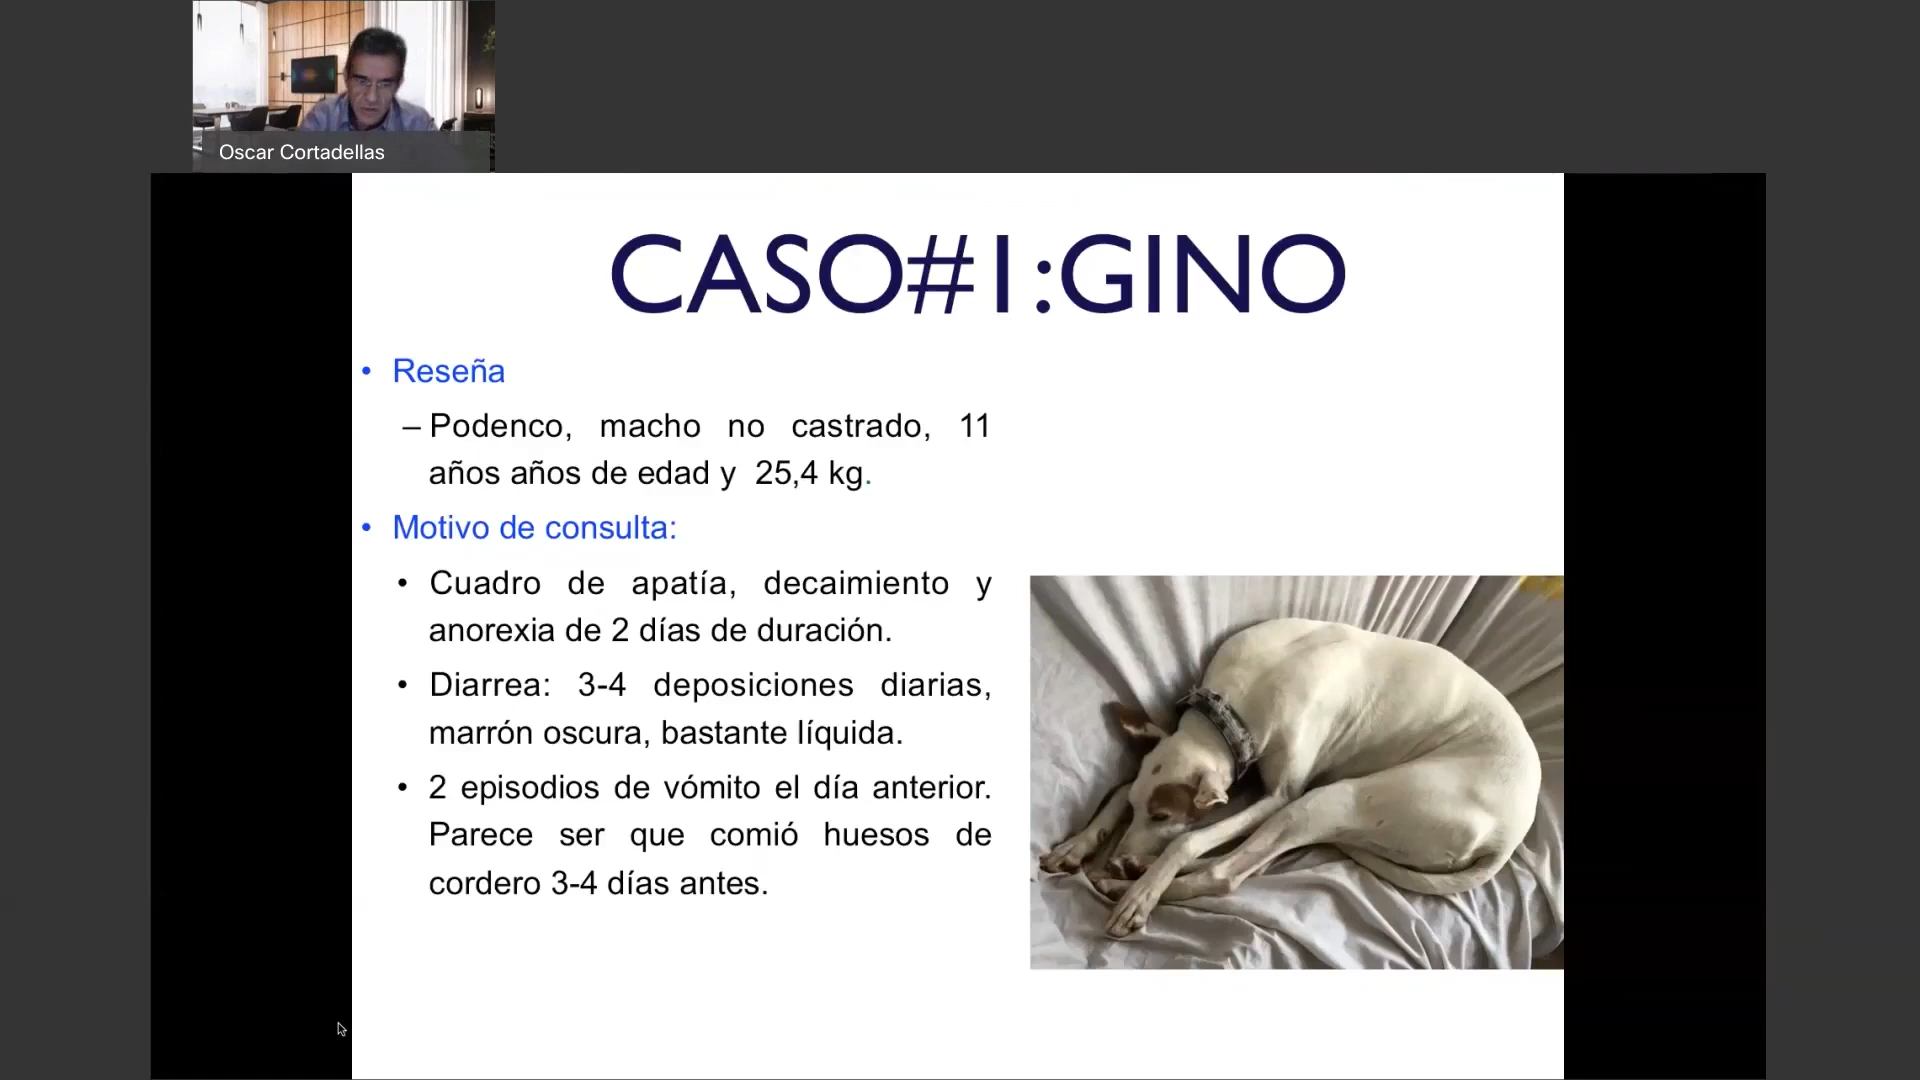 Oscar Cortadellas
CASO#1:GINO
• Reseña
– Podenco, macho no castrado, 11
años años de edad y 25,4 kg.
• Motivo de consulta:
• Cuadro de apatía, decaimiento y
anorexia de 2 días de duración.
• Diarrea: 3-4 deposiciones diarias,
marrón oscura, bastante líquida.
• 2 episodios de vómito el día anterior.
Parece ser que comió huesos de
cordero 3-4 días antes.